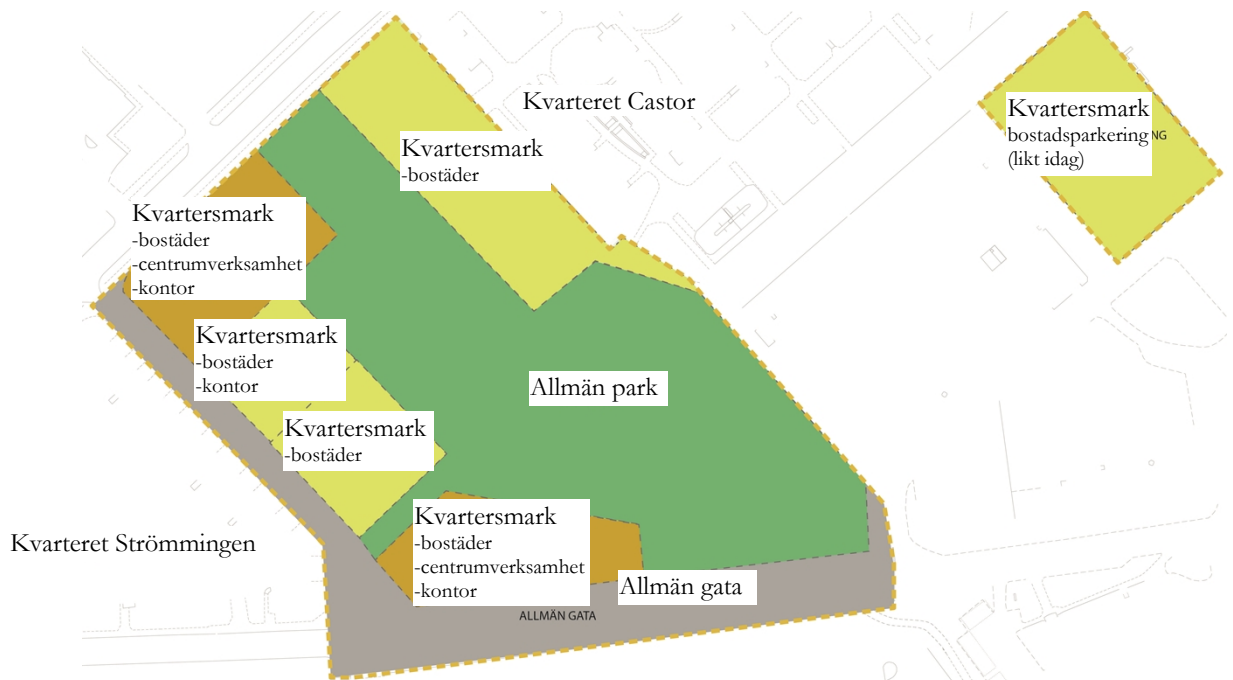 Kvarteret Castor
Kvartersmark
bostadsparkering
NG
(likt idag)
Kvartersmark
-bostäder
Kvartersmark
-bostäder
-centrumverksamhet
-kontor
Kvartersmark
-bostäder
-kontor
Allmän park
Kvartersmark
-bostäder
Kvartersmark
-bostäder
-centrumverksamhet
-kontor
Kvarteret Strömmingen
Allmän gata
ALLMÄN GATA